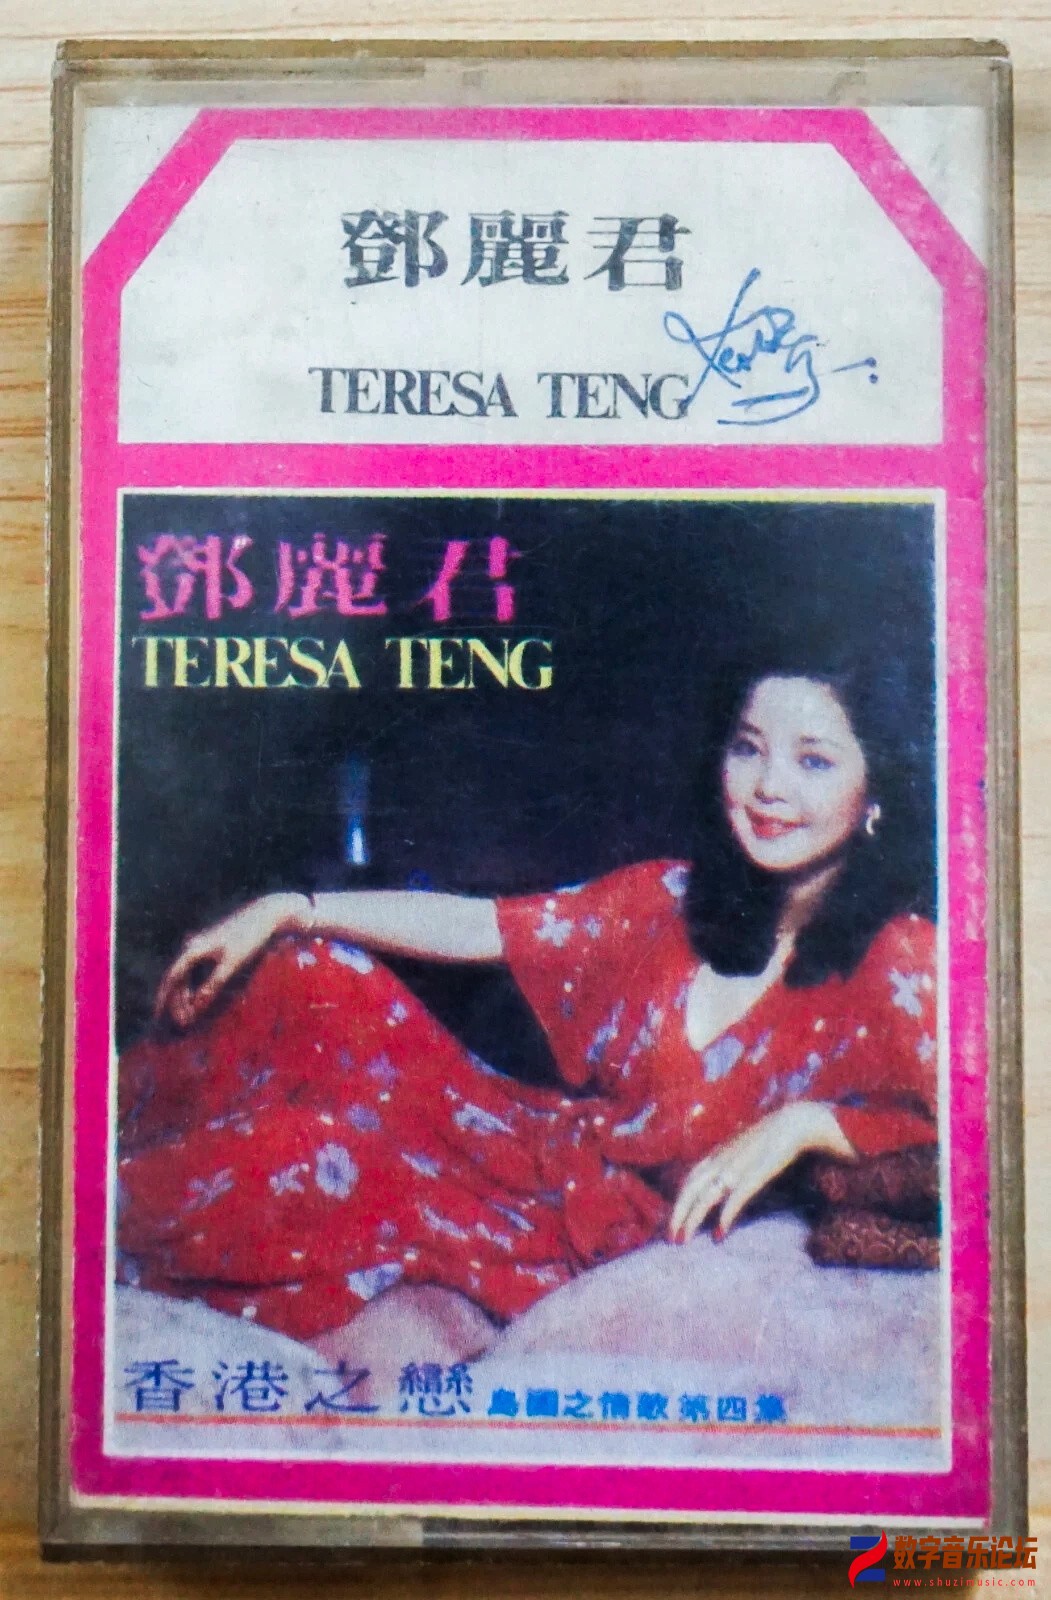 鄧麗君
TERESA TENG
鄧麗君
TERESA TENG
香港之戀 島國之情歌第四集
数字音乐论坛
www.shuzimusic.com